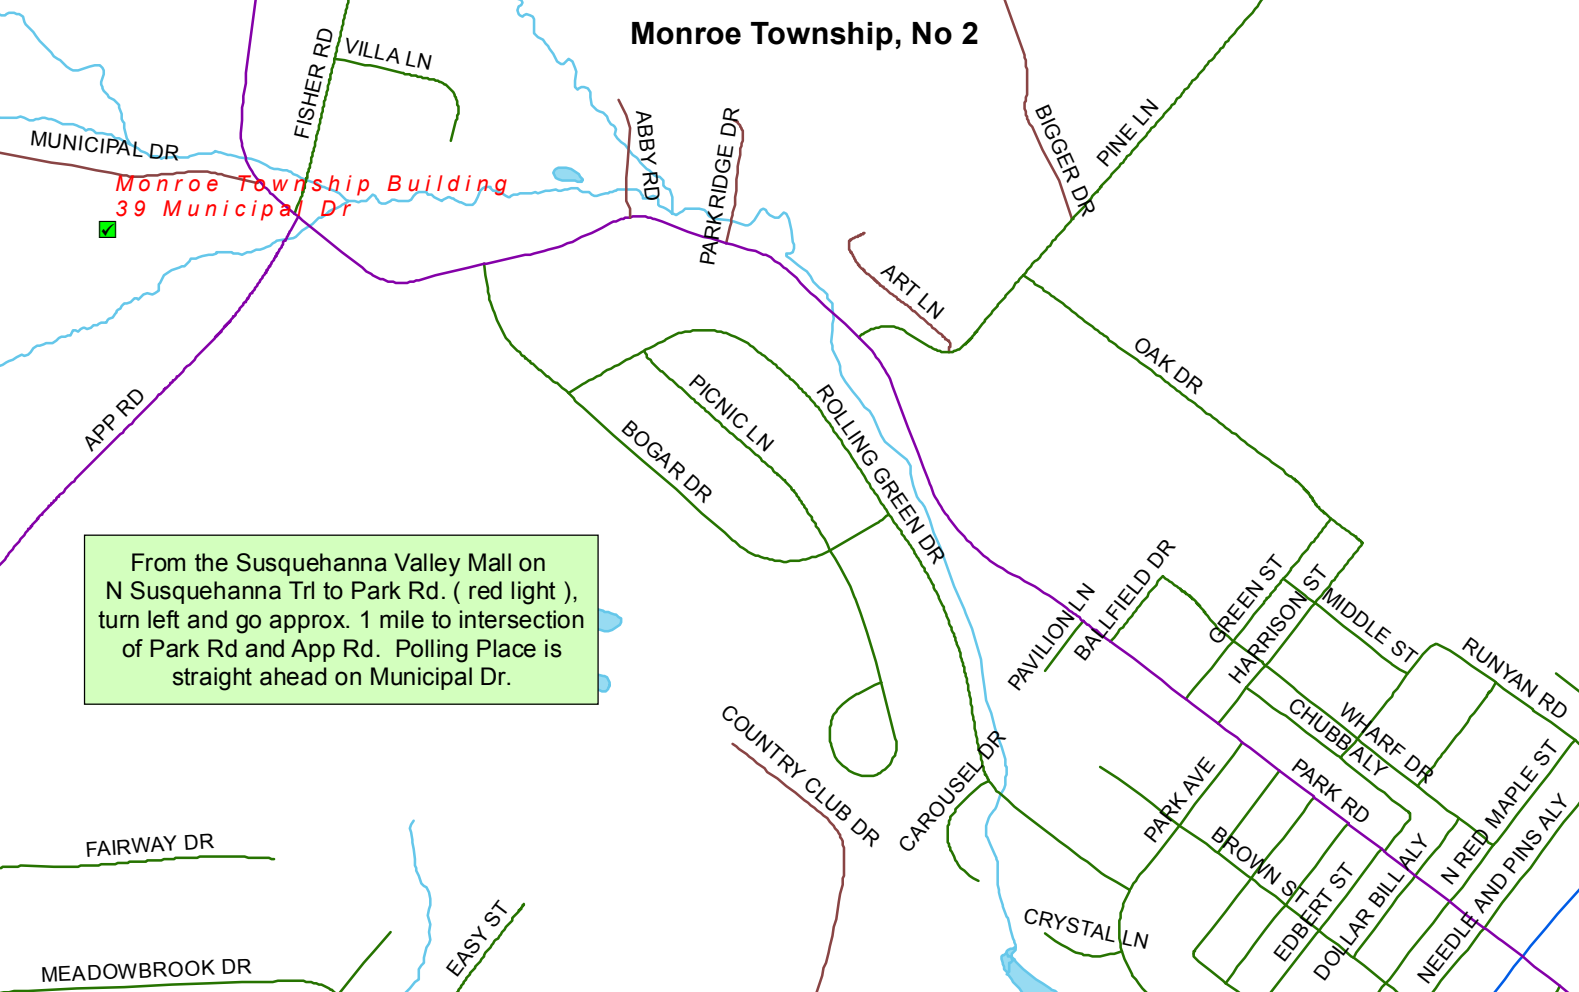 Monroe Township, No 2
FISHER RD
VILLA LN
MUNICIPAL DR
Monroe Township Building
39 Municipal Dr
ABBY RD
PARKRIDGE DR
BIGGER DR
PINE LN
ART LN
OAK DR
APP RD
PICNIC LN
BOGAR DR
ROLLING GREEN DR
From the Susquehanna Valley Mall on
N Susquehanna Trl to Park Rd. ( red light ),
turn left and go approx. 1 mile to intersection
of Park Rd and App Rd.  Polling Place is
straight ahead on Municipal Dr.
PAVILION LN
BALLFIELD DR
GREEN ST
HARRISON ST
MIDDLE ST
RUNYAN RD
CHUBB ALY
WHARF DR
COUNTRY CLUB DR
CAROUSEL DR
PARK AVE
PARK RD
N RED MAPLE ST
NEEDLE AND PINS ALY
BROWN ST
EDBERT ST
DOLLAR BILL ALY
FAIRWAY DR
CRYSTAL LN
EASY ST
MEADOWBROOK DR